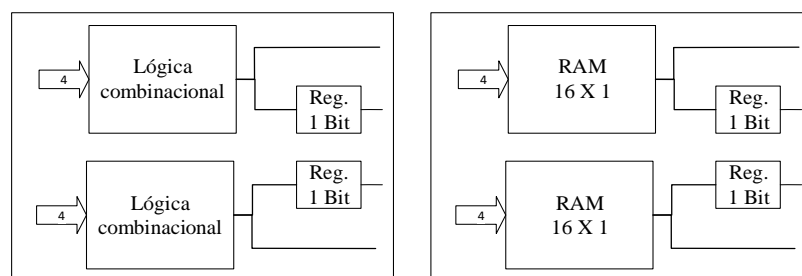 4
Lógica
combinacional
Reg.
1 Bit
4
Lógica
combinacional
Reg.
1 Bit
4
RAM
16 X 1
Reg.
1 Bit
4
RAM
16 X 1
Reg.
1 Bit